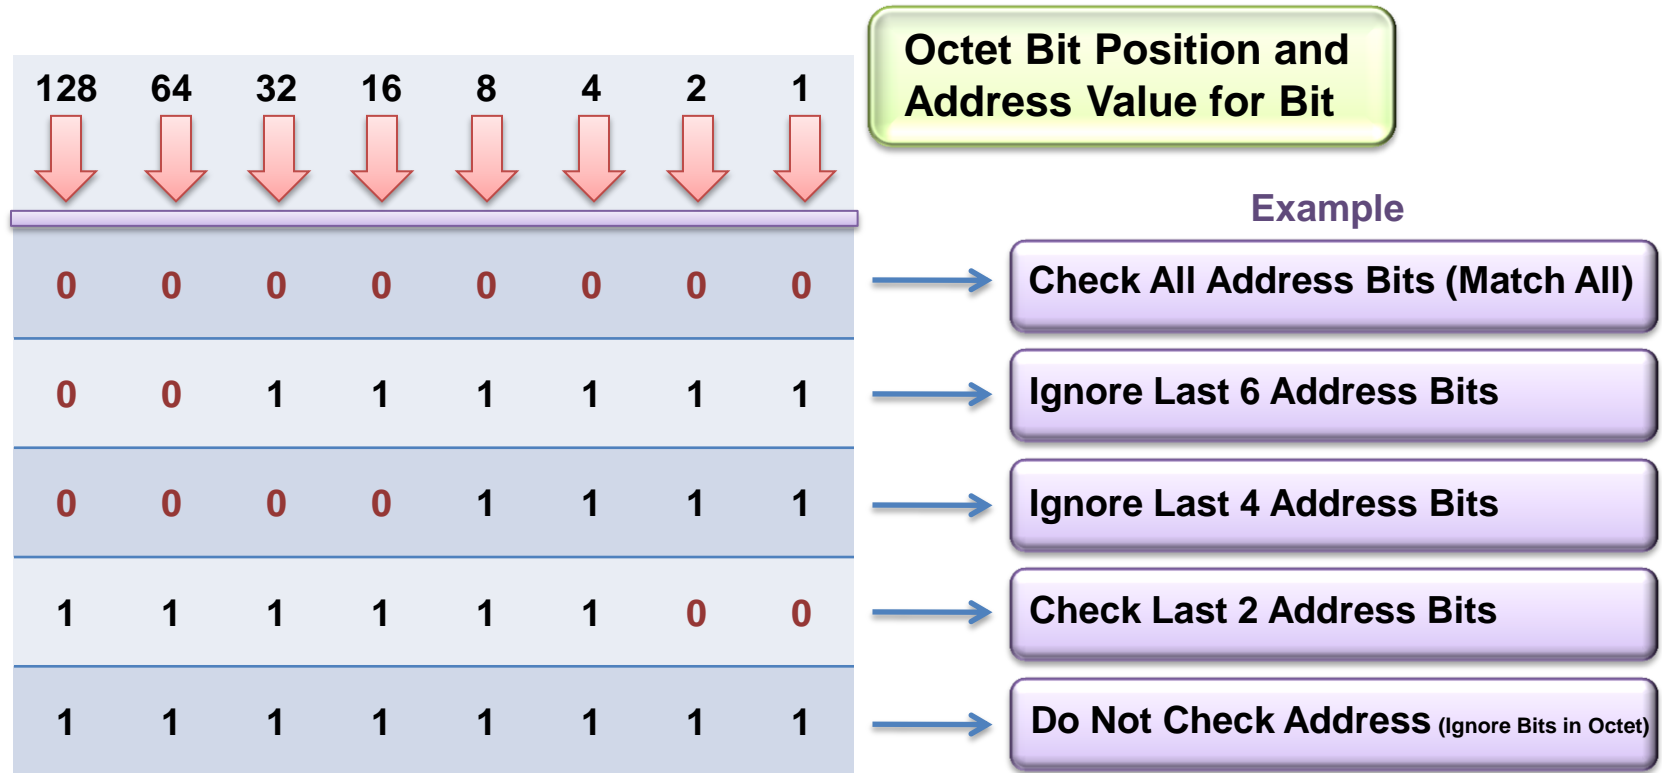 Octet Bit Position and
Address Value for Bit
128 64 32 16 8 4 2 1
Example
0 0 0 0 0 0 0 0 Check All Address Bits (Match All)
0 0 1 1 1 1 1 1 Ignore Last 6 Address Bits
0 0 0 0 1 1 1 1 Ignore Last 4 Address Bits
1 1 1 1 1 1 0 0 Check Last 2 Address Bits
1 1 1 1 1 1 1 1 Do Not Check Address (Ignore Bits in Octet)